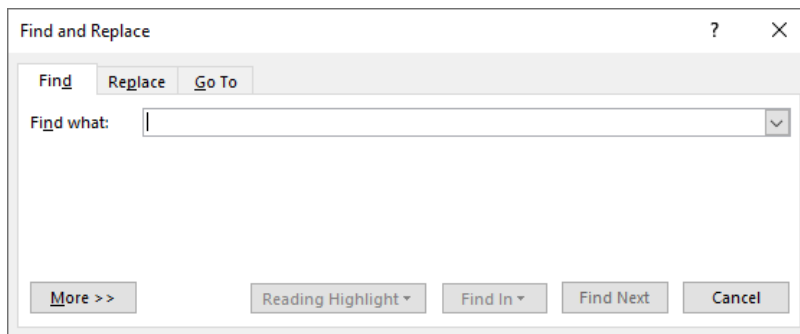 Find and Replace ?
Find Replace Go To
Find what:
More >> Reading Highlight Find In Find Next Cancel